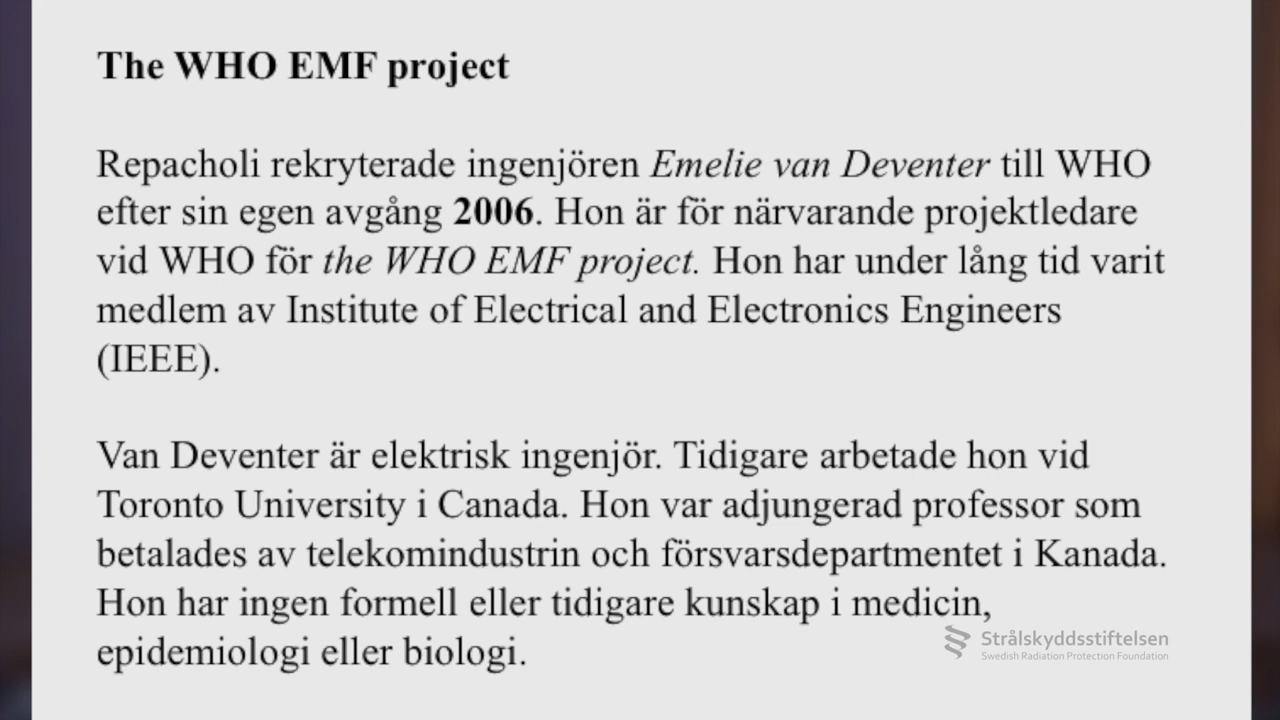 The WHO EMF project
Repacholi rekryterade ingenjören Emelie van Deventer till WHO
efter sin egen avgång 2006. Hon är för närvarande projektledare
vid WHO för the WHO EMF project. Hon har under lång tid varit
medlem av Institute of Electrical and Electronics Engineers
(IEEE).
Van Deventer är elektrisk ingenjör. Tidigare arbetade hon vid
Toronto University i Canada. Hon var adjungerad professor som
betalades av telekomindustrin och försvarsdepartmentet i Kanada.
Hon har ingen formell eller tidigare kunskap i medicin,
epidemiologi eller biologi.
Strålskyddsstiftelsen
Swedish Radiation Protection Foundation